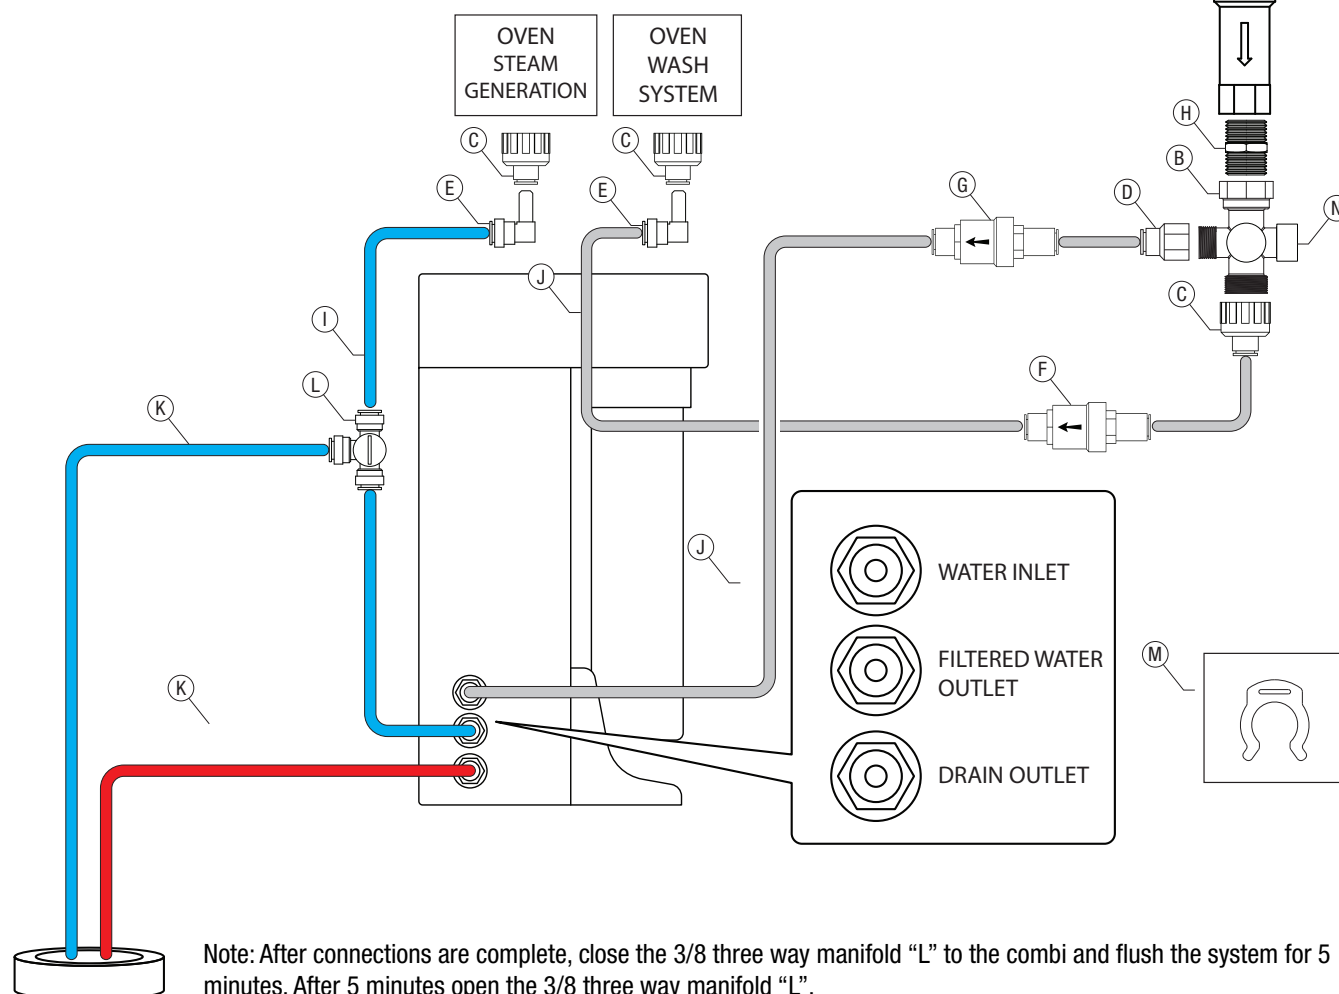 OVEN
STEAM
GENERATION
OVEN
WASH
SYSTEM
C
C
H
B
E
E
G
D
N
J
C
I
L
F
K
J
WATER INLET
FILTERED WATER
OUTLET
M
K
DRAIN OUTLET
Note: After connections are complete, close the 3/8 three way manifold “L” to the combi and flush the system for 5
minutes. After 5 minutes open the 3/8 three way manifold “L”.